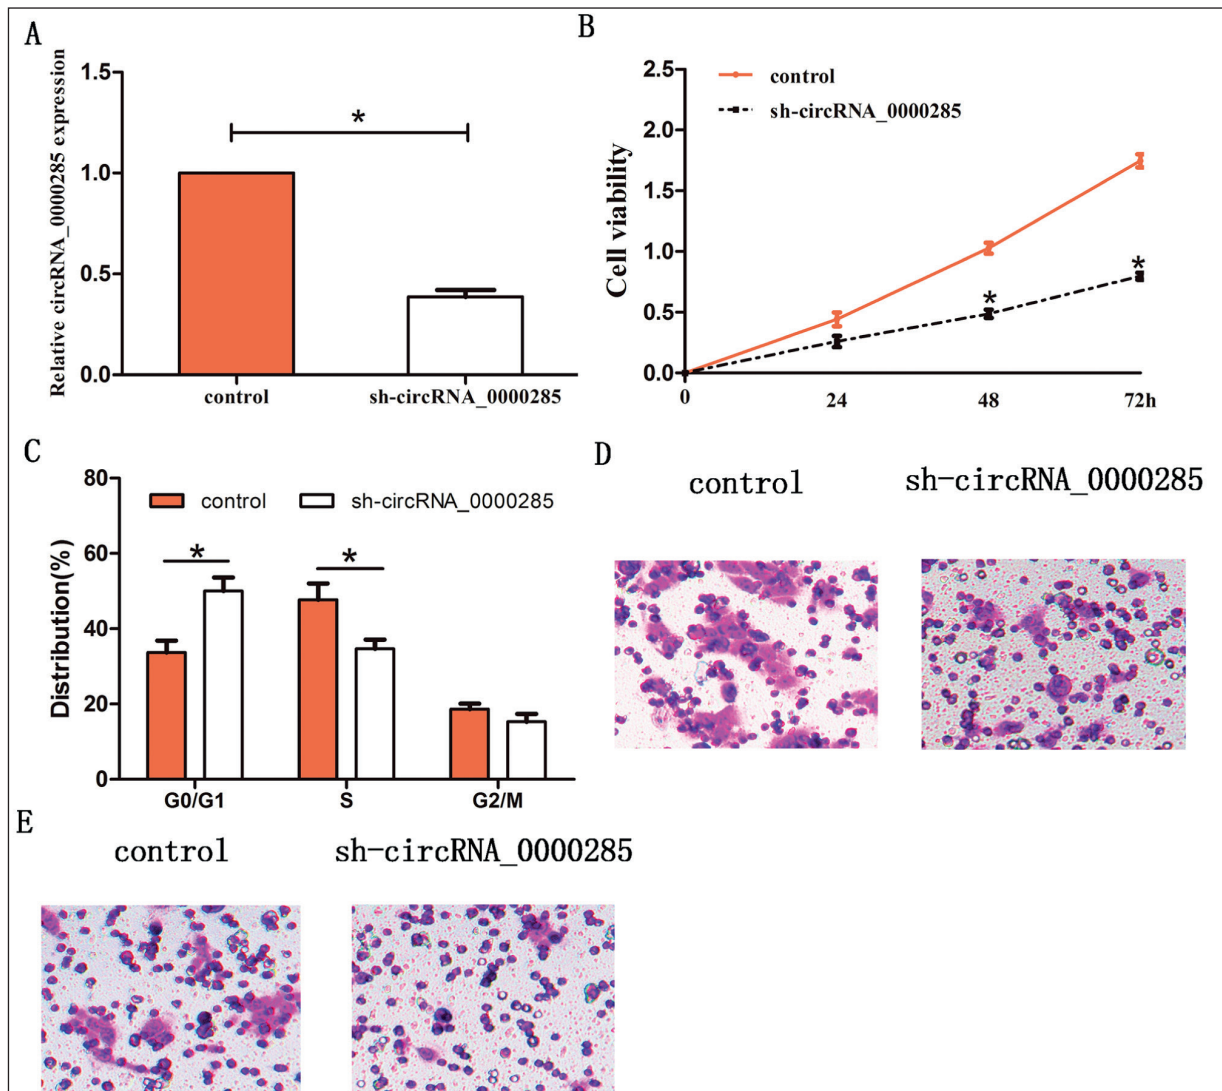 A
Relative circRNA_0000285 expression
1.5
1.0
0.5
0.0
*
control
sh-circRNA_0000285
B
Cell viability
2.5
2.0
1.5
1.0
0.5
0.0
control
sh-circRNA_0000285
*
*
0
24
48
72h
C
Distribution(%)
80
60
40
20
0
control
sh-circRNA_0000285
*
*
G0/G1
S
G2/M
D
control
sh-circRNA_0000285
E
control
sh-circRNA_0000285